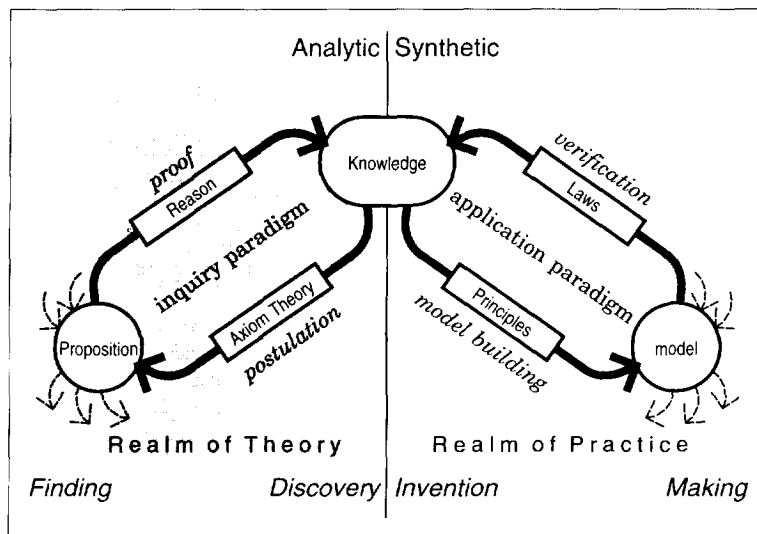 Analytic Synthetic
Knowledge
proof
Reason
verification
Laws
inquiry paradigm
application paradigm
Axiom Theory
postulation
Principles
model building
Proposition
model
Realm of Theory
Realm of Practice
Finding
Discovery
Invention
Making